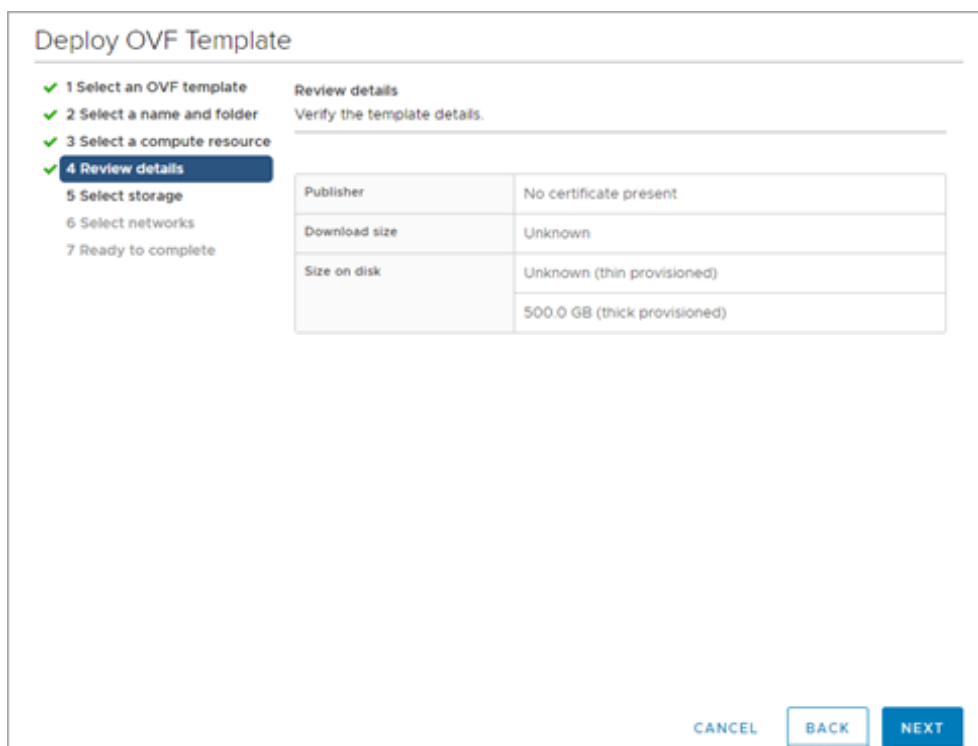 Deploy OVF Template
1 Select an OVF template
2 Select a name and folder
3 Select a compute resource
4 Review details
5 Select storage
6 Select networks
7 Ready to complete
Review details
Verify the template details.
Publisher
No certificate present
Download size
Unknown
Size on disk
Unknown (thin provisioned)
500.0 GB (thick provisioned)
CANCEL
BACK
NEXT